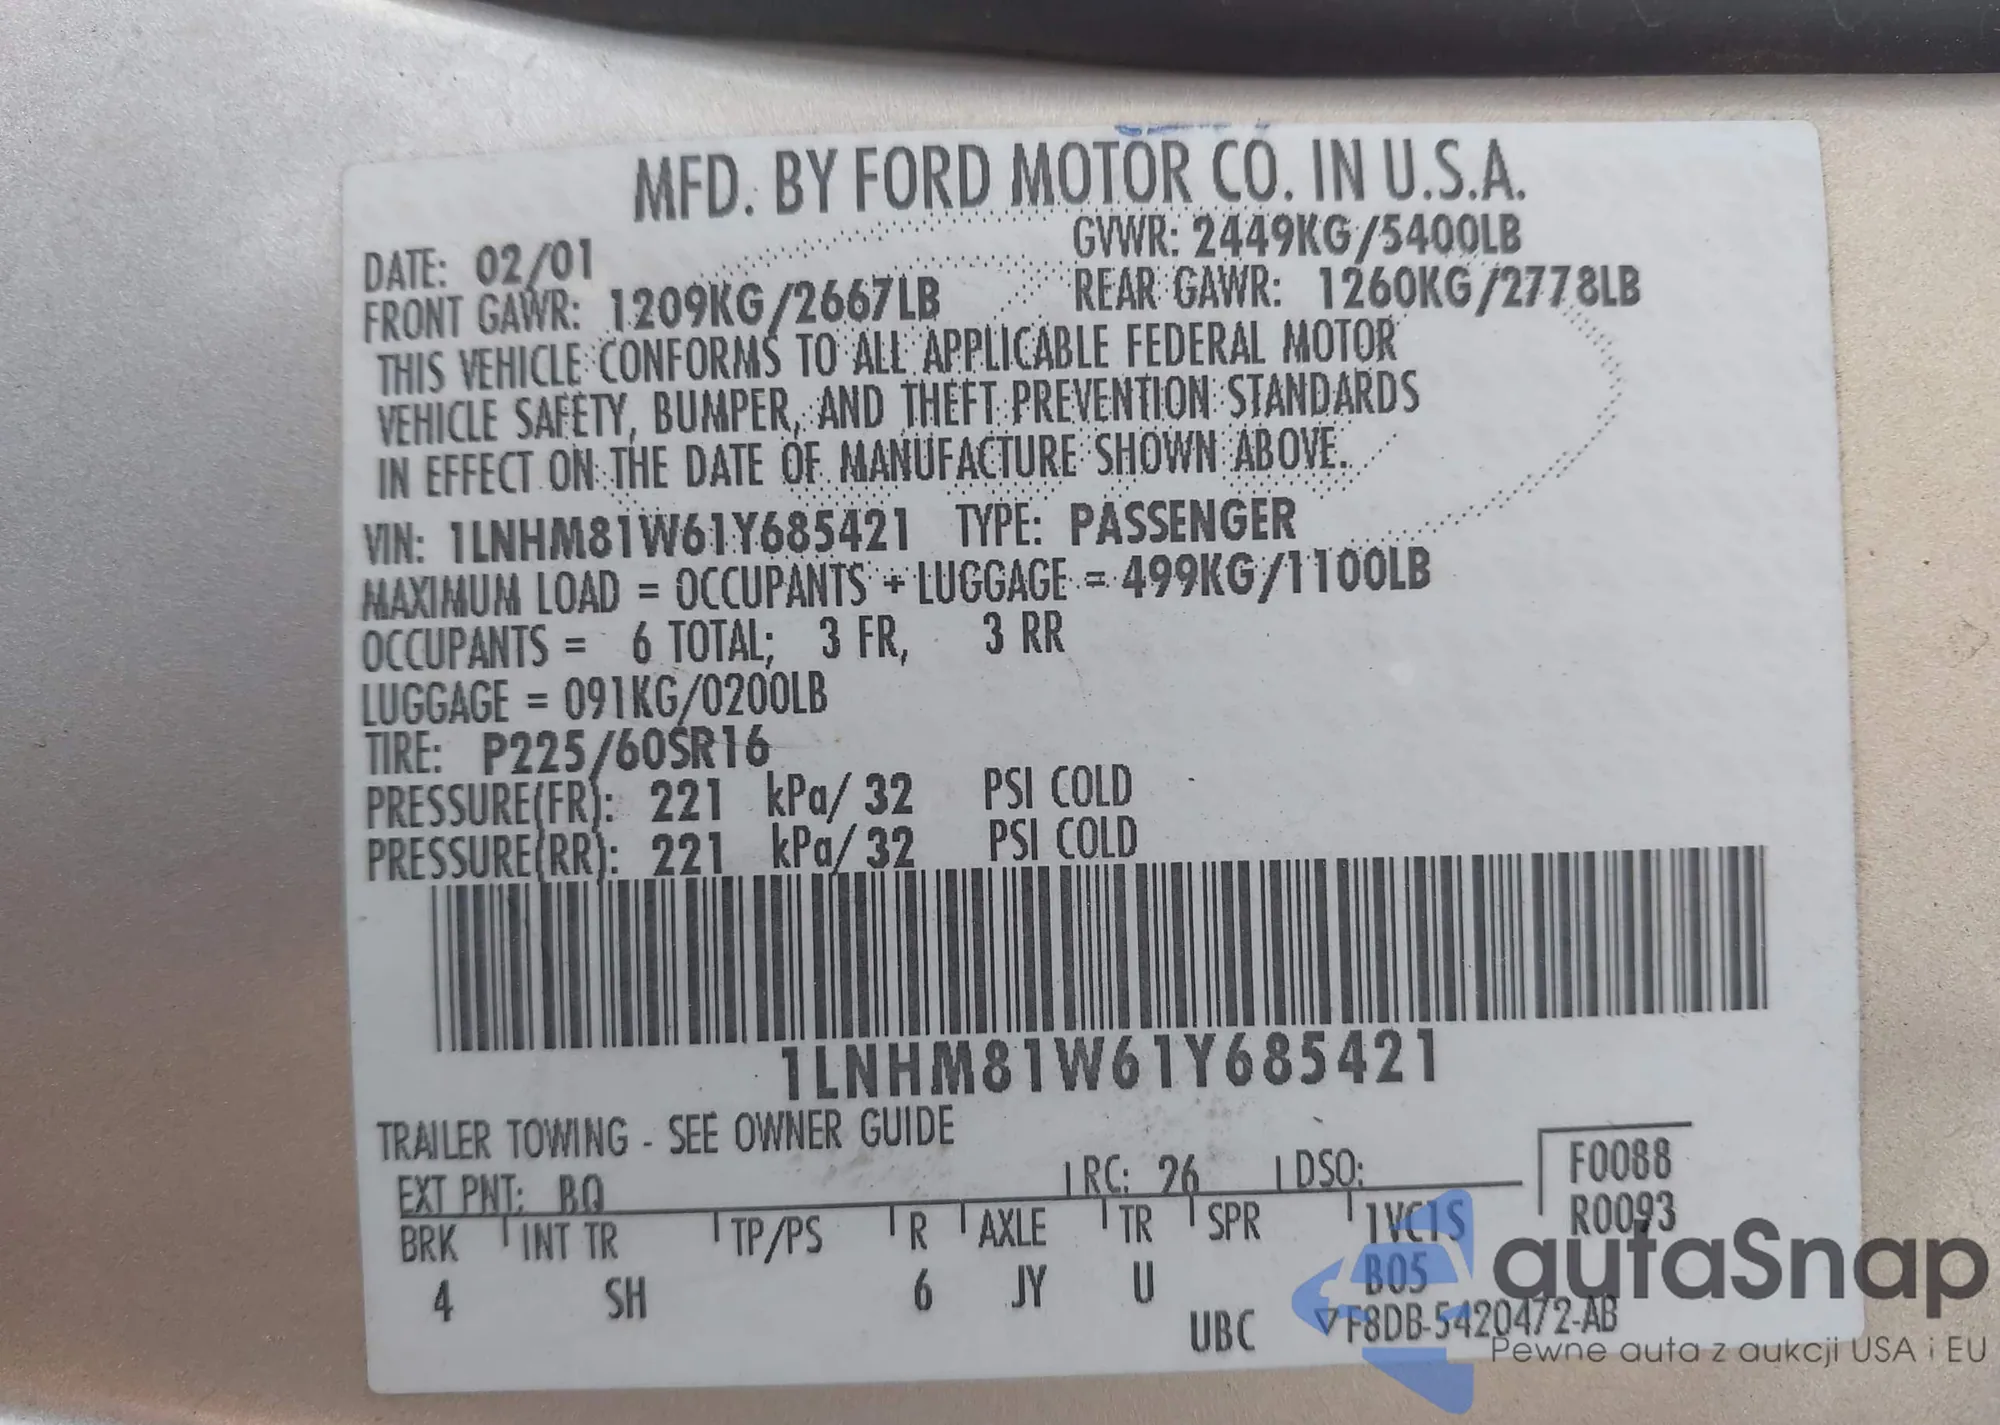 MFD. BY FORD MOTOR CO. IN U.S.A.
DATE: 02/01 GVWR: 2449KG/5400LB
FRONT GAWR: 1209KG/2667LB REAR GAWR: 1260KG/2778LB
THIS VEHICLE CONFORMS TO ALL APPLICABLE FEDERAL MOTOR
VEHICLE SAFETY, BUMPER, AND THEFT PREVENTION STANDARDS
IN EFFECT ON THE DATE OF MANUFACTURE SHOWN ABOVE.
VIN: 1LNHM81W61Y685421 TYPE: PASSENGER
MAXIMUM LOAD = OCCUPANTS + LUGGAGE = 499KG/1100LB
OCCUPANTS = 6 TOTAL; 3 FR, 3 RR
LUGGAGE = 091KG/0200LB
TIRE: P225/60SR16
PRESSURE(FR): 221 kPa/ 32 PSI COLD
PRESSURE(RR): 221 kPa/ 32 PSI COLD
1LNHM81W61Y685421
TRAILER TOWING - SEE OWNER GUIDE
EXT PNT: BQ RC: 26 DSO: F0088
R0093
BRK INT TR TP/PS R AXLE TR SPR 1VC1S
4 SH 6 JY U B05
UBC ▽F8DB-5420472-AB
autaSnap
Pewne auta z aukcji USA i EU